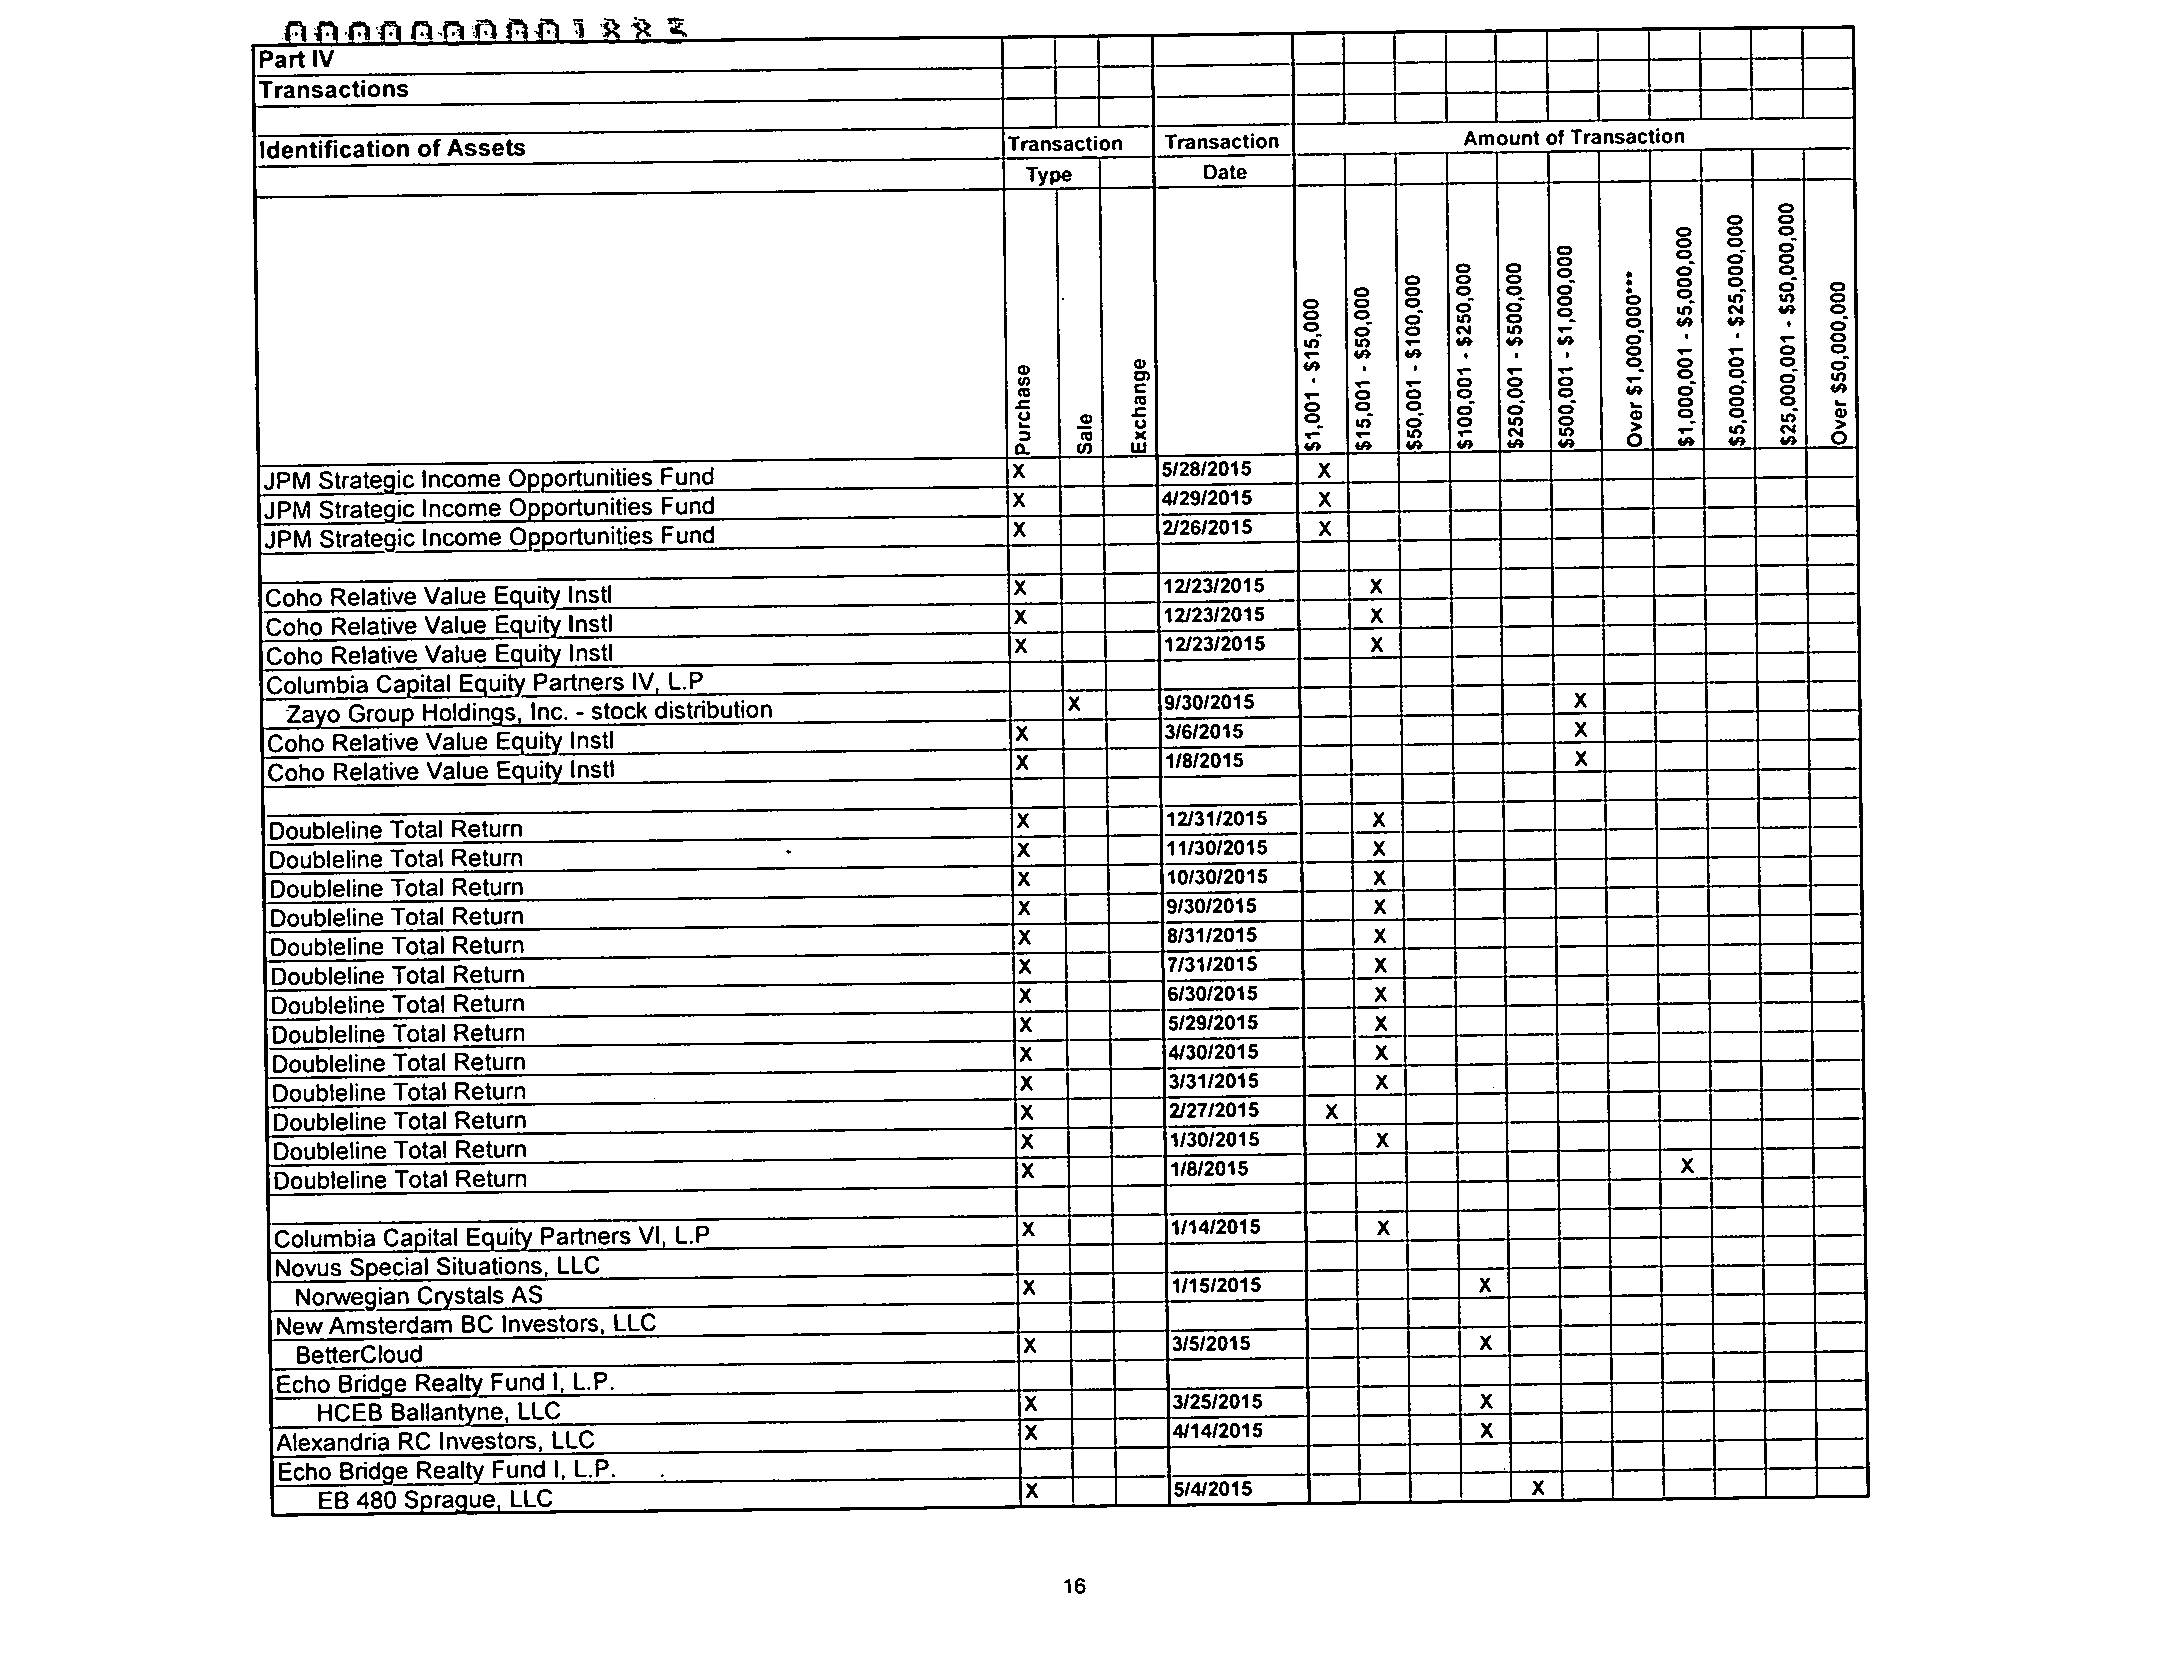 Part IV
Transactions
Identification of Assets Transaction Transaction Amount of Transaction
Type Date
Purchase Sale Exchange $1,001 - $15,000 $15,001 - $50,000 $50,001 - $100,000 $100,001 - $250,000 $250,001 - $500,000 $500,001 - $1,000,000 Over $1,000,000*** $1,000,001 - $5,000,000 $5,000,001 - $25,000,000 $25,000,001 - $50,000,000 Over $50,000,000
JPM Strategic Income Opportunities Fund X 5/28/2015 X
JPM Strategic Income Opportunities Fund X 4/29/2015 X
JPM Strategic Income Opportunities Fund X 2/26/2015 X
Coho Relative Value Equity Instl X 12/23/2015 X
Coho Relative Value Equity Instl X 12/23/2015 X
Coho Relative Value Equity Instl X 12/23/2015 X
Columbia Capital Equity Partners IV, L.P
Zayo Group Holdings, Inc. - stock distribution X 9/30/2015 X
Coho Relative Value Equity Instl X 3/6/2015 X
Coho Relative Value Equity Instl X 1/8/2015 X
Doubleline Total Return X 12/31/2015 X
Doubleline Total Return X 11/30/2015 X
Doubleline Total Return X 10/30/2015 X
Doubleline Total Return X 9/30/2015 X
Doubleline Total Return X 8/31/2015 X
Doubleline Total Return X 7/31/2015 X
Doubleline Total Return X 6/30/2015 X
Doubleline Total Return X 5/29/2015 X
Doubleline Total Return X 4/30/2015 X
Doubleline Total Return X 3/31/2015 X
Doubleline Total Return X 2/27/2015 X
Doubleline Total Return X 1/30/2015 X
Doubleline Total Return X 1/8/2015 X
Columbia Capital Equity Partners VI, L.P X 1/14/2015 X
Novus Special Situations, LLC
Norwegian Crystals AS X 1/15/2015 X
New Amsterdam BC Investors, LLC
BetterCloud X 3/5/2015 X
Echo Bridge Realty Fund I, L.P.
HCEB Ballantyne, LLC X 3/25/2015 X
Alexandria RC Investors, LLC X 4/14/2015 X
Echo Bridge Realty Fund I, L.P.
EB 480 Sprague, LLC X 5/4/2015 X
16